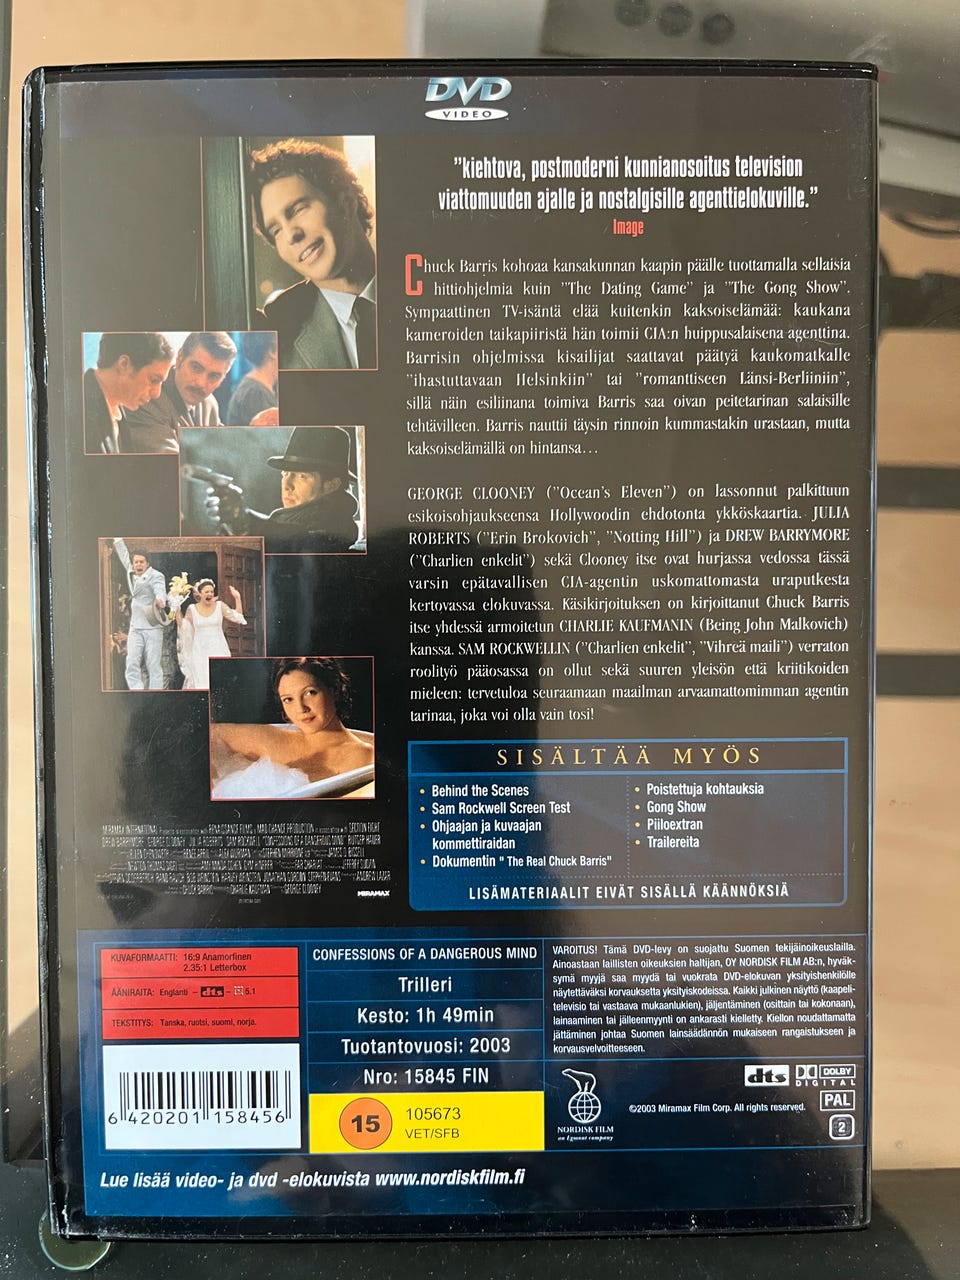 DVD
VIDEO
"kiehtova, postmoderni kunnianosoitus television
viattomuuden ajalle ja nostalgisille agenttielokuville."
Image
Chuck Barris kohoaa kansakunnan kaapin päälle tuottamalla sellaisia
hittiohjelmia kuin "The Dating Game" ja "The Gong Show".
Sympaattinen TV-isäntä elää kuitenkin kaksoiselämää: kaukana
kameroiden taikapiiristä hän toimii CIA:n huippusalaisena agenttina.
Barrisin ohjelmissa kisailijat saattavat päätyä kaukomatkalle
"ihastuttavaan Helsinkiin" tai "romanttiseen Länsi-Berliiniin",
sillä näin esiliinana toimiva Barris saa oivan peitetarinan salaisille
tehtävilleen. Barris nauttii täysin rinnoin kummastakin urastaan, mutta
kaksoiselämällä on hintansa...
GEORGE CLOONEY ("Ocean's Eleven") on lassonnut palkittuun
esikoisohjaukseensa Hollywoodin ehdotonta ykköskaartia. JULIA
ROBERTS ("Erin Brokovich", "Notting Hill") ja DREW BARRYMORE
("Charlien enkelit") sekä Clooney itse ovat hurjassa vedossa tässä
varsin epätavallisen CIA-agentin uskomattomasta uraputkesta
kertovassa elokuvassa. Käsikirjoituksen on kirjoittanut Chuck Barris
itse yhdessä armoitetun CHARLIE KAUFMANIN (Being John Malkovich)
kanssa. SAM ROCKWELLIN ("Charlien enkelit", "Vihreä maili") verraton
roolityö pääosassa on ollut sekä suuren yleisön että kriitikoiden
mieleen: tervetuloa seuraamaan maailman arvaamattomimman agentin
tarinaa, joka voi olla vain tosi!
SISÄLTÄÄ MYÖS
• Behind the Scenes
• Sam Rockwell Screen Test
• Ohjaajan ja kuvaajan
kommettiraidan
• Dokumentin " The Real Chuck Barris"
• Poistettuja kohtauksia
• Gong Show
• Piiloextran
• Trailereita
LISÄMATERIAALIT EIVÄT SISÄLLÄ KÄÄNNÖKSIÄ
MIRAMAX
KUVAFORMAATTI: 16:9 Anamorfinen
2.35:1 Letterbox
ÄÄNIRAITA: Englanti – dts – 5.1
TEKSTITYS: Tanska, ruotsi, suomi, norja.
6 420201 158456
CONFESSIONS OF A DANGEROUS MIND
Trilleri
Kesto: 1h 49min
Tuotantovuosi: 2003
Nro: 15845 FIN
15
105673
VET/SFB
VAROITUS! Tämä DVD-levy on suojattu Suomen tekijäinoikeuslailla.
Ainoastaan laillisten oikeuksien haltijan, OY NORDISK FILM AB:n, hyväk-
symä myyjä saa myydä tai vuokrata DVD-elokuvan yksityishenkilölle
näytettäväksi korvauksetta yksityiskodeissa. Kaikki julkinen näyttö (kaapeli-
televisio tai vastaava mukaanlukien), jäljentäminen (osittain tai kokonaan),
lainaaminen tai jälleenmyynti on ankarasti kielletty. Kiellon noudattamatta
jättäminen johtaa Suomen lainsäädännön mukaiseen rangaistukseen ja
korvausvelvoitteeseen.
NORDISK FILM
an Egmont company
©2003 Miramax Film Corp. All rights reserved.
dts
DOLBY
DIGITAL
PAL
2
Lue lisää video- ja dvd -elokuvista www.nordiskfilm.fi